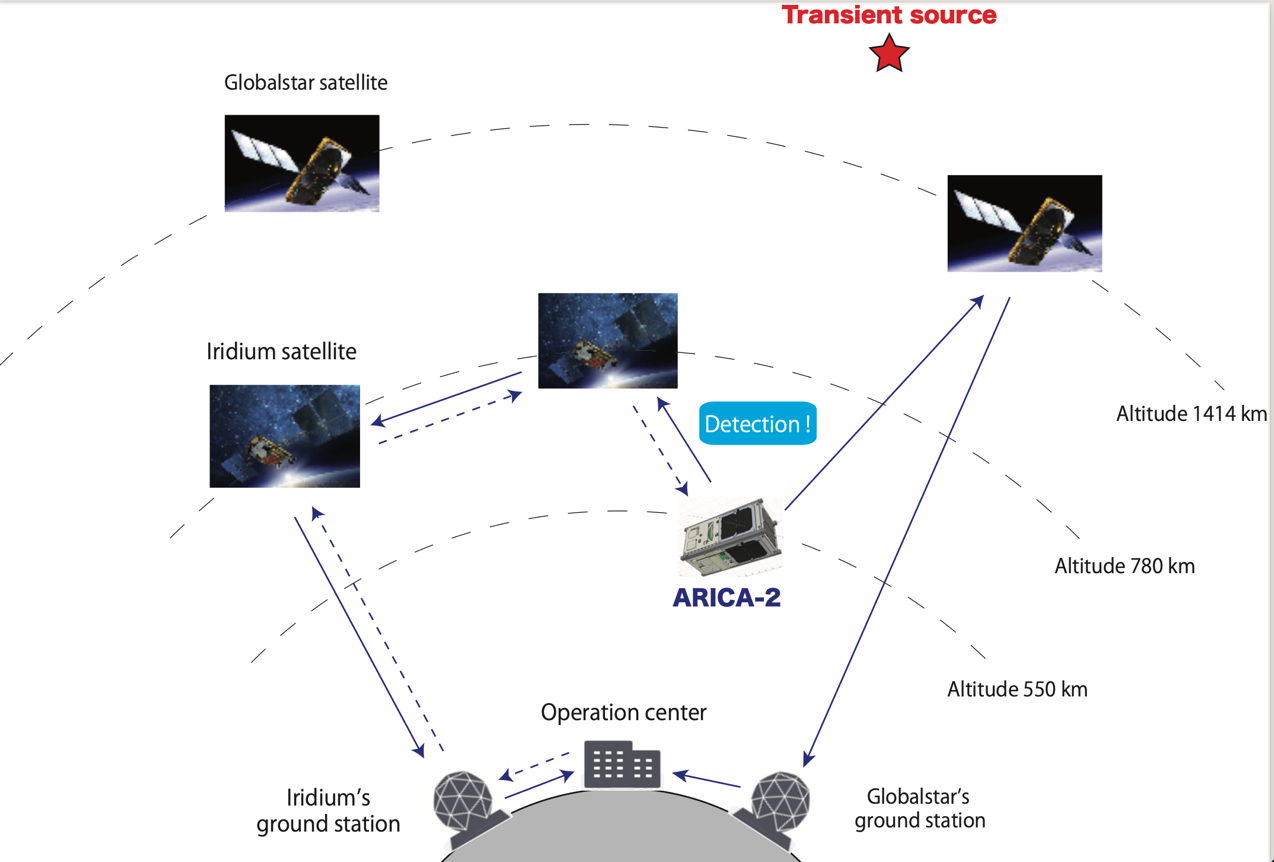 Transient source
Globalstar satellite
Iridium satellite
Detection !
Altitude 1414 km
Altitude 780 km
ARICA-2
Altitude 550 km
Operation center
Iridium's
ground station
Globalstar's
ground station